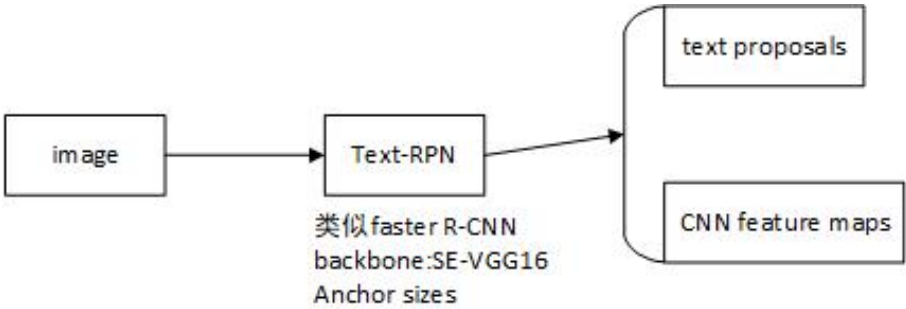 image
Text-RPN
类似faster R-CNN
backbone:SE-VGG16
Anchor sizes
text proposals
CNN feature maps